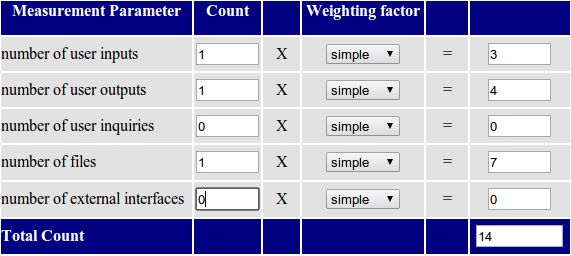 Measurement Parameter Count Weighting factor
number of user inputs 1 X simple = 3
number of user outputs 1 X simple = 4
number of user inquiries 0 X simple = 0
number of files 1 X simple = 7
number of external interfaces 0 X simple = 0
Total Count 14